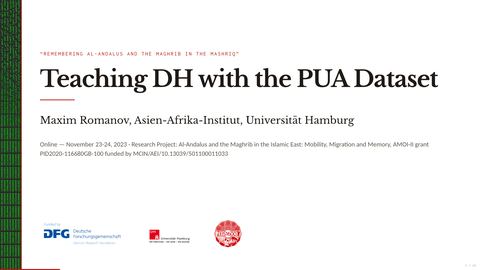 "REMEMBERING AL-ANDALUS AND THE MAGHRIB IN THE MASHRIQ"
Teaching DH with the PUA Dataset
Maxim Romanov, Asien-Afrika-Institut, Universität Hamburg
Online — November 23-24, 2023 · Research Project: Al-Andalus and the Maghrib in the Islamic East: Mobility, Migration and Memory, AMOI-II grant
PID2020-116680GB-100 funded by MCIN/AEI/10.13039/501100011033
Funded by
DFG Deutsche
Forschungsgemeinschaft
Universität Hamburg